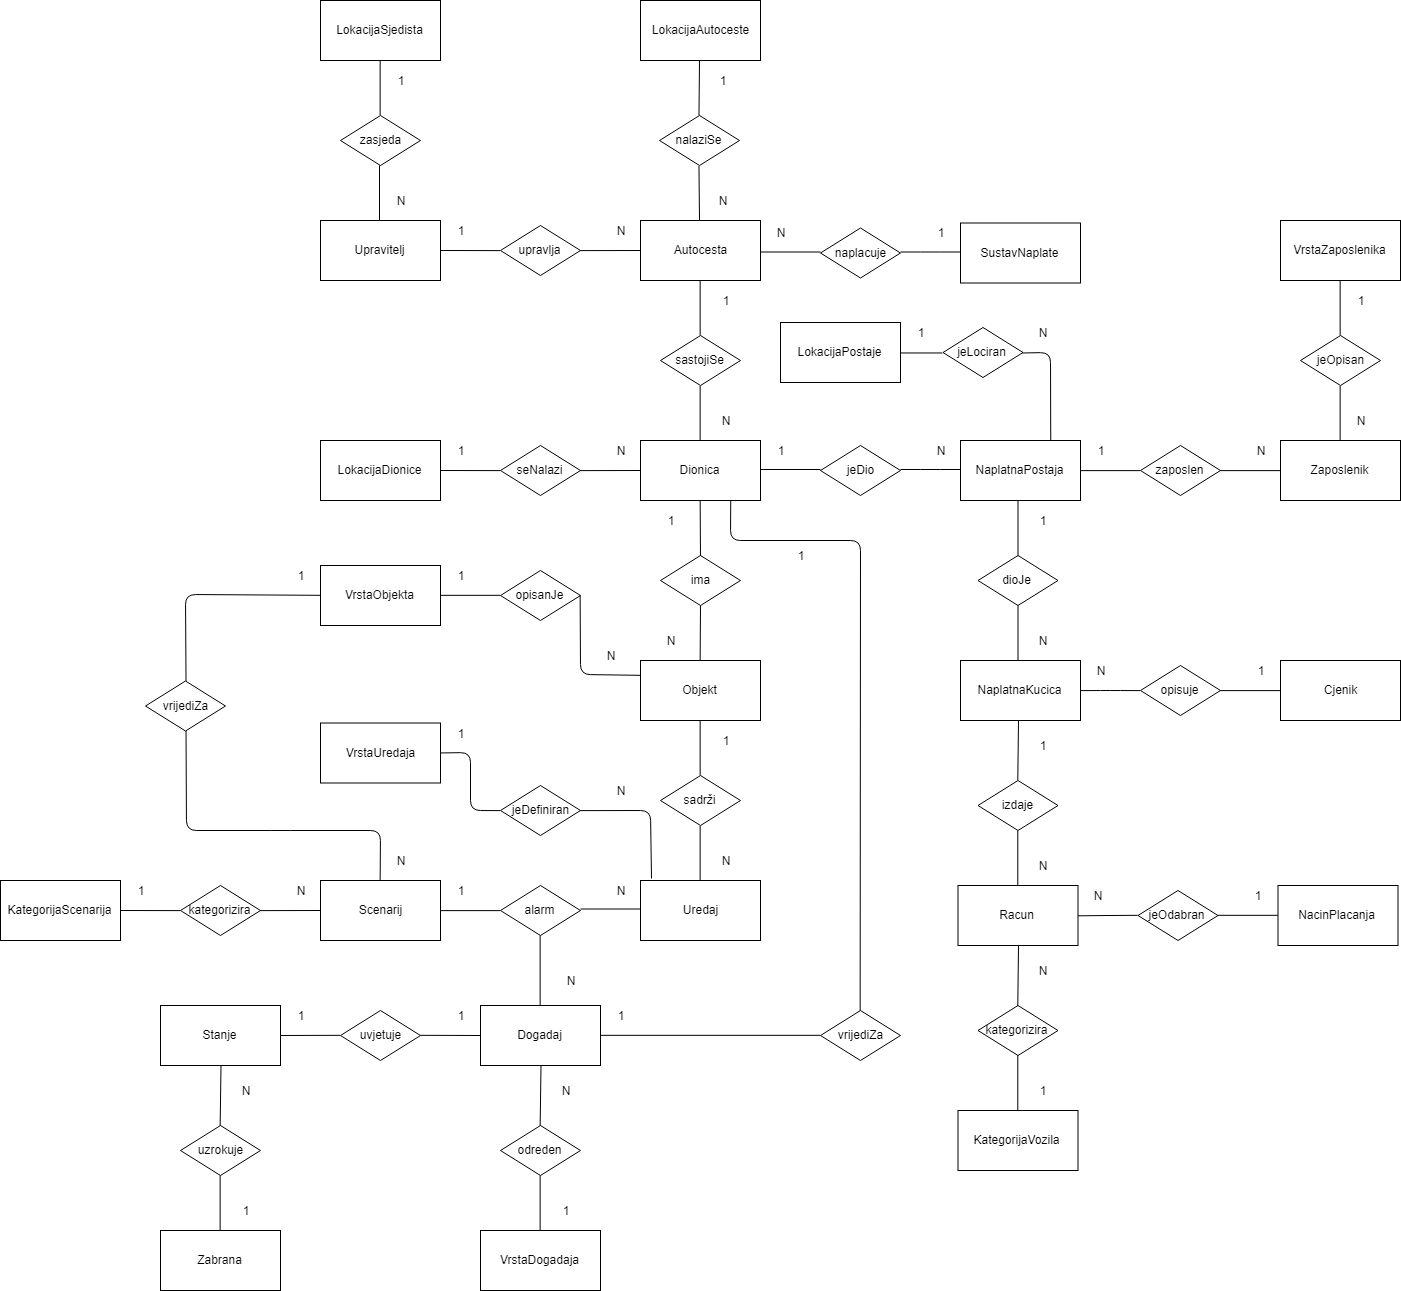 LokacijaSjedista
LokacijaAutoceste
1
1
zasjeda
nalaziSe
N
N
Upravitelj
1
upravlja
N
Autocesta
N
naplacuje
1
SustavNaplate
VrstaZaposlenika
1
1
LokacijaPostaje
1
jeLociran
N
sastojiSe
jeOpisan
N
N
LokacijaDionice
1
seNalazi
N
Dionica
1
jeDio
N
NaplatnaPostaja
1
zaposlen
N
Zaposlenik
1
1
1
1
VrstaObjekta
1
opisanJe
ima
dioJe
N
N
N
vrijediZa
Objekt
NaplatnaKucica
N
opisuje
1
Cjenik
VrstaUredaja
1
1
1
jeDefiniran
N
sadrži
izdaje
N
N
N
KategorijaScenarija
1
kategorizira
N
Scenarij
1
alarm
N
Uredaj
Racun
N
jeOdabran
1
NacinPlacanja
N
N
Stanje
1
uvjetuje
1
Dogadaj
1
vrijediZa
kategorizira
N
N
1
uzrokuje
odreden
KategorijaVozila
1
1
Zabrana
VrstaDogadaja